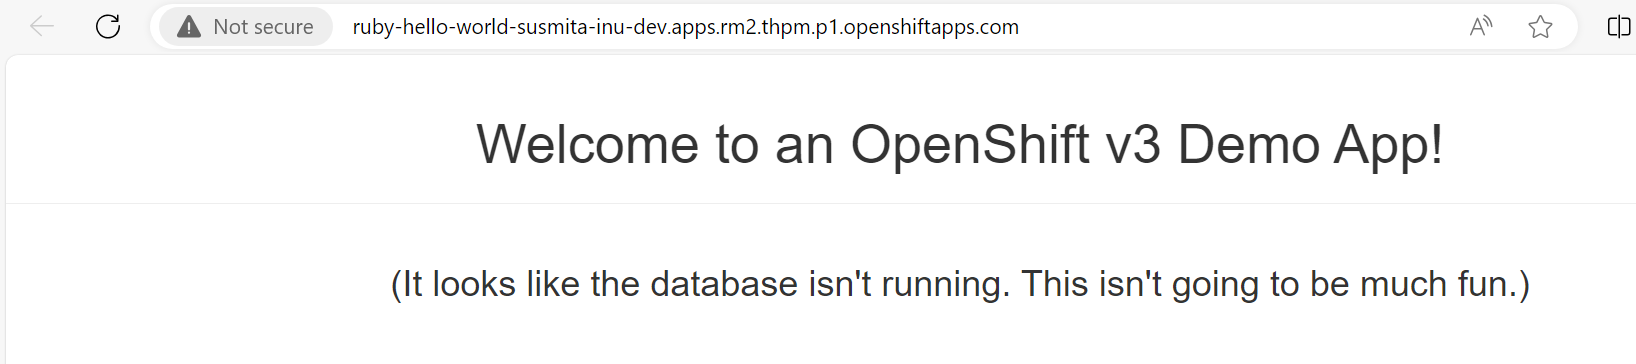 Not secure ruby-hello-world-susmita-inu-dev.apps.rm2.thpm.p1.openshiftapps.com A
Welcome to an OpenShift v3 Demo App!
(It looks like the database isn't running. This isn't going to be much fun.)